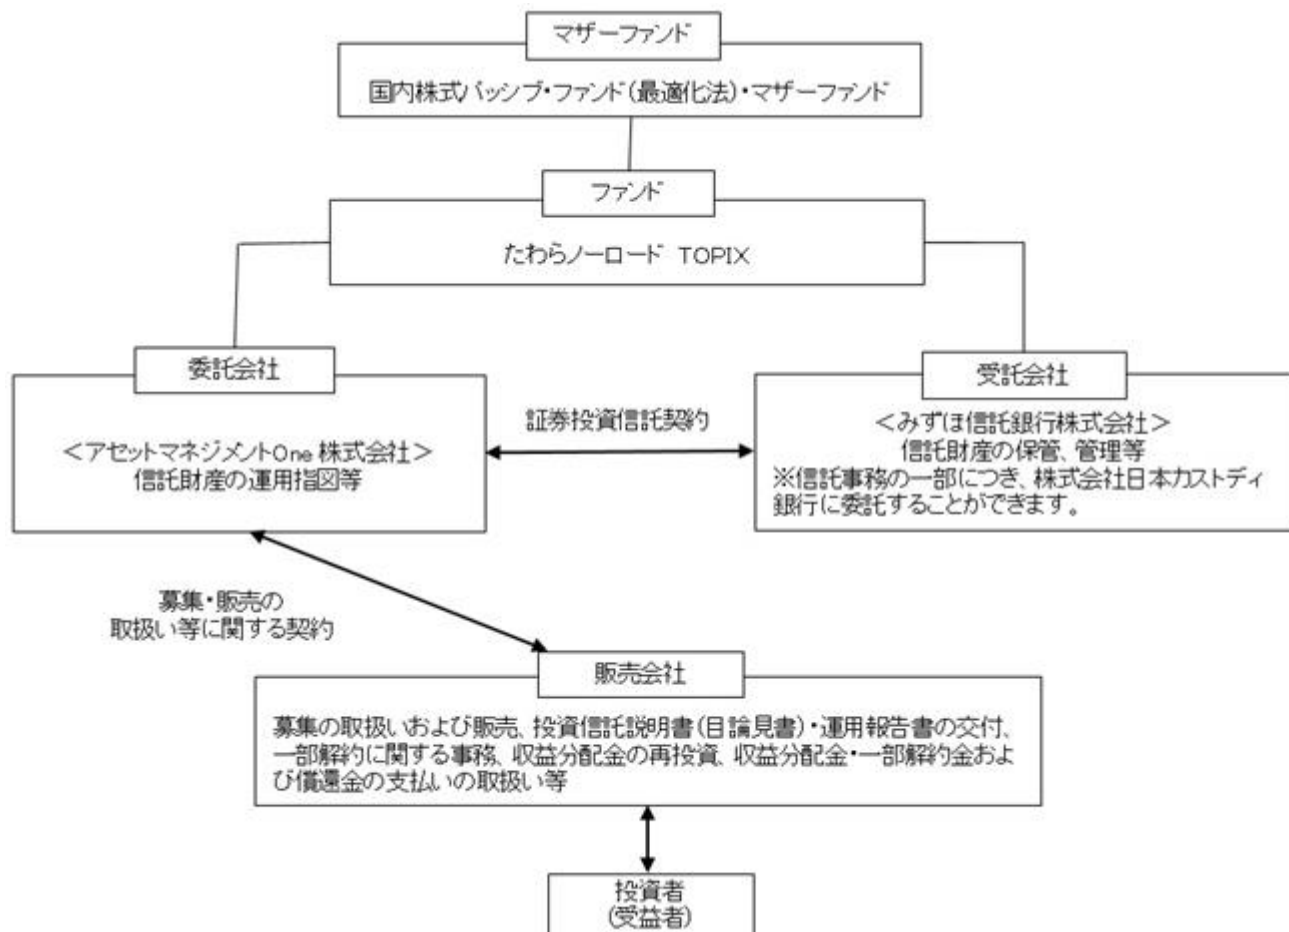 マザーファンド
国内株式パッシブ・ファンド(最適化法)・マザーファンド
ファンド
たわらノーロード TOPIX
委託会社
<アセットマネジメントOne 株式会社>
信託財産の運用指図等
証券投資信託契約
受託会社
<みずほ信託銀行株式会社>
信託財産の保管、管理等
※信託事務の一部につき、株式会社日本カストディ
銀行に委託することができます。
募集・販売の
取扱い等に関する契約
販売会社
募集の取扱いおよび販売、投資信託説明書(目論見書)・運用報告書の交付、
一部解約に関する事務、収益分配金の再投資、収益分配金・一部解約金およ
び償還金の支払いの取扱い等
投資者
(受益者)